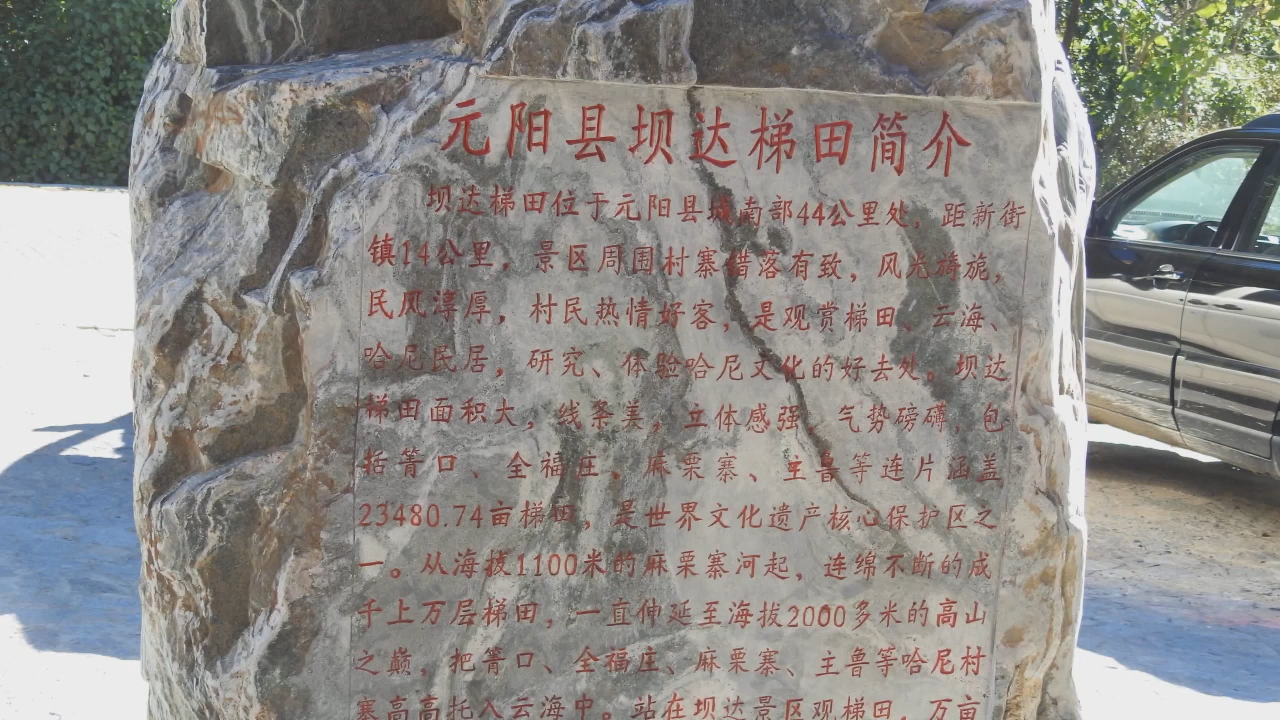 元阳县坝达梯田简介
坝达梯田位于元阳县城南部44公里处，距新街
镇14公里，景区周围村寨错落有致，风光旖旎，
民风淳厚，村民热情好客，是观赏梯田、云海、
哈尼民居，研究、体验哈尼文化的好去处。坝达
梯田面积大，线条美，立体感强，气势磅礴，包
括箐口、全福庄、麻栗寨、主鲁等连片涵盖
23480.74亩梯田，是世界文化遗产核心保护区之
一。从海拔1100米的麻栗寨河起，连绵不断的成
千上万层梯田，一直伸延至海拔2000多米的高山
之巅，把箐口、全福庄、麻栗寨、主鲁等哈尼村
寨高高托入云海中。站在坝达景区观梯田，万亩